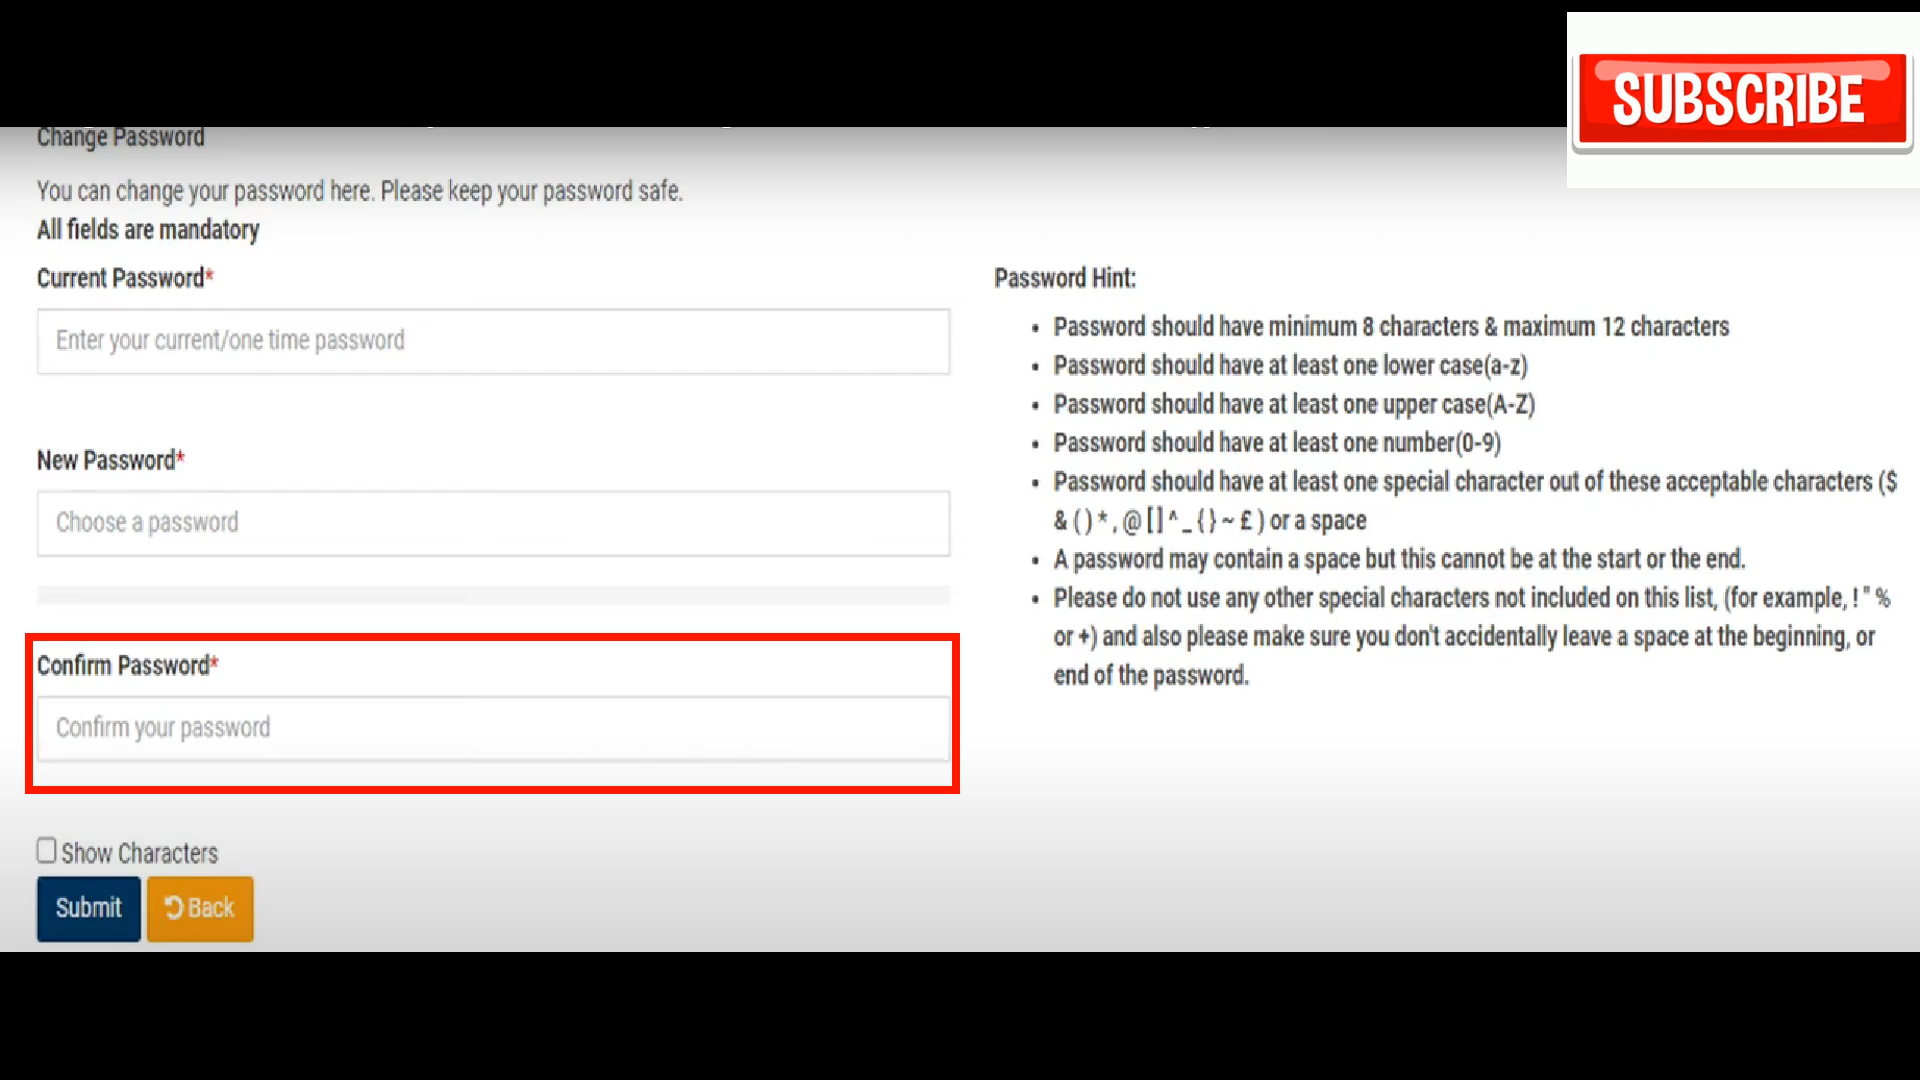 SUBSCRIBE
Change Password
You can change your password here. Please keep your password safe.
All fields are mandatory
Current Password*
Enter your current/one time password
New Password*
Choose a password
Confirm Password*
Confirm your password
Show Characters
Submit
Back
Password Hint:
• Password should have minimum 8 characters & maximum 12 characters
• Password should have at least one lower case(a-z)
• Password should have at least one upper case(A-Z)
• Password should have at least one number(0-9)
• Password should have at least one special character out of these acceptable characters ($
& ( ) * , @ [ ] ^ _ { } ~ £ ) or a space
• A password may contain a space but this cannot be at the start or the end.
• Please do not use any other special characters not included on this list, (for example, ! " %
or +) and also please make sure you don't accidentally leave a space at the beginning, or
end of the password.